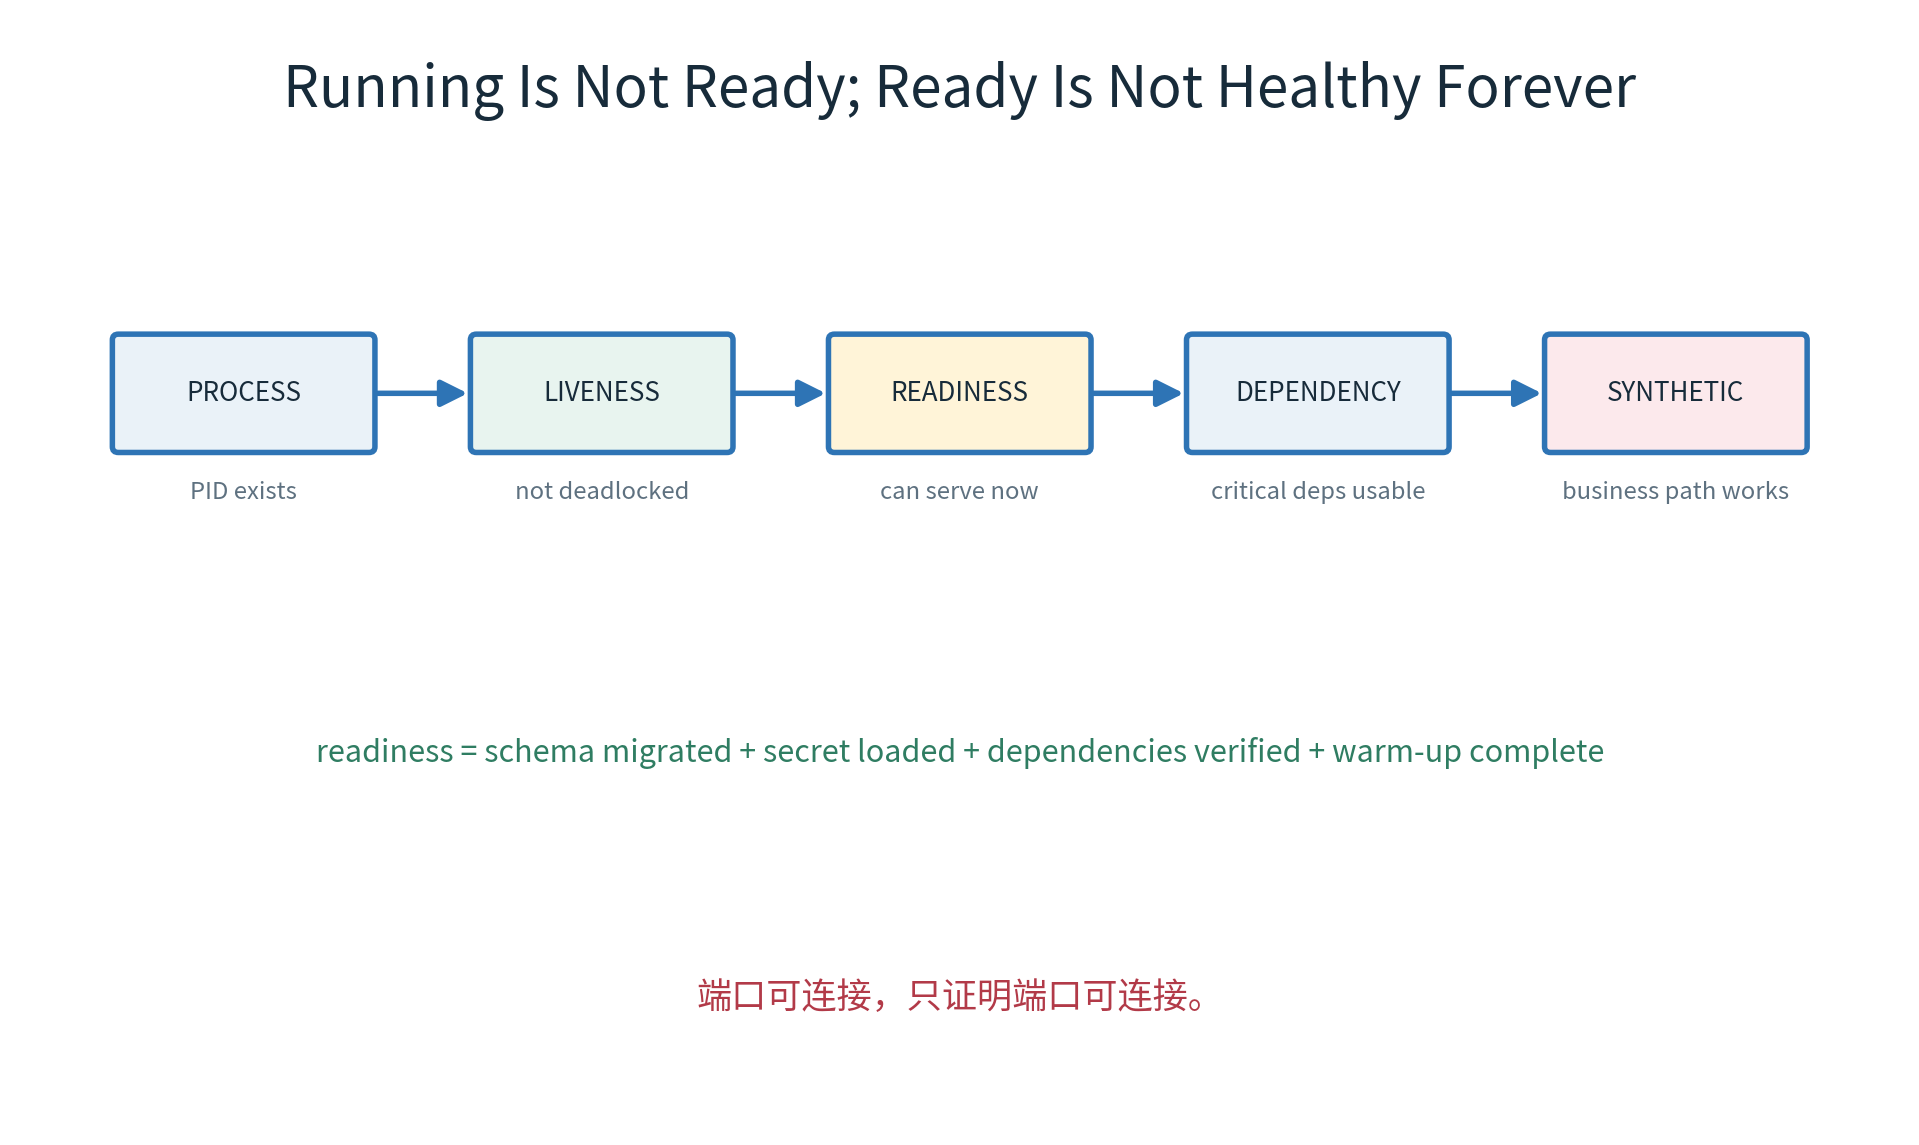 Running Is Not Ready; Ready Is Not Healthy Forever
PROCESS
LIVENESS
READINESS
DEPENDENCY
SYNTHETIC
PID exists
not deadlocked
can serve now
critical deps usable
business path works
readiness = schema migrated + secret loaded + dependencies verified + warm-up complete
端口可连接，只证明端口可连接。